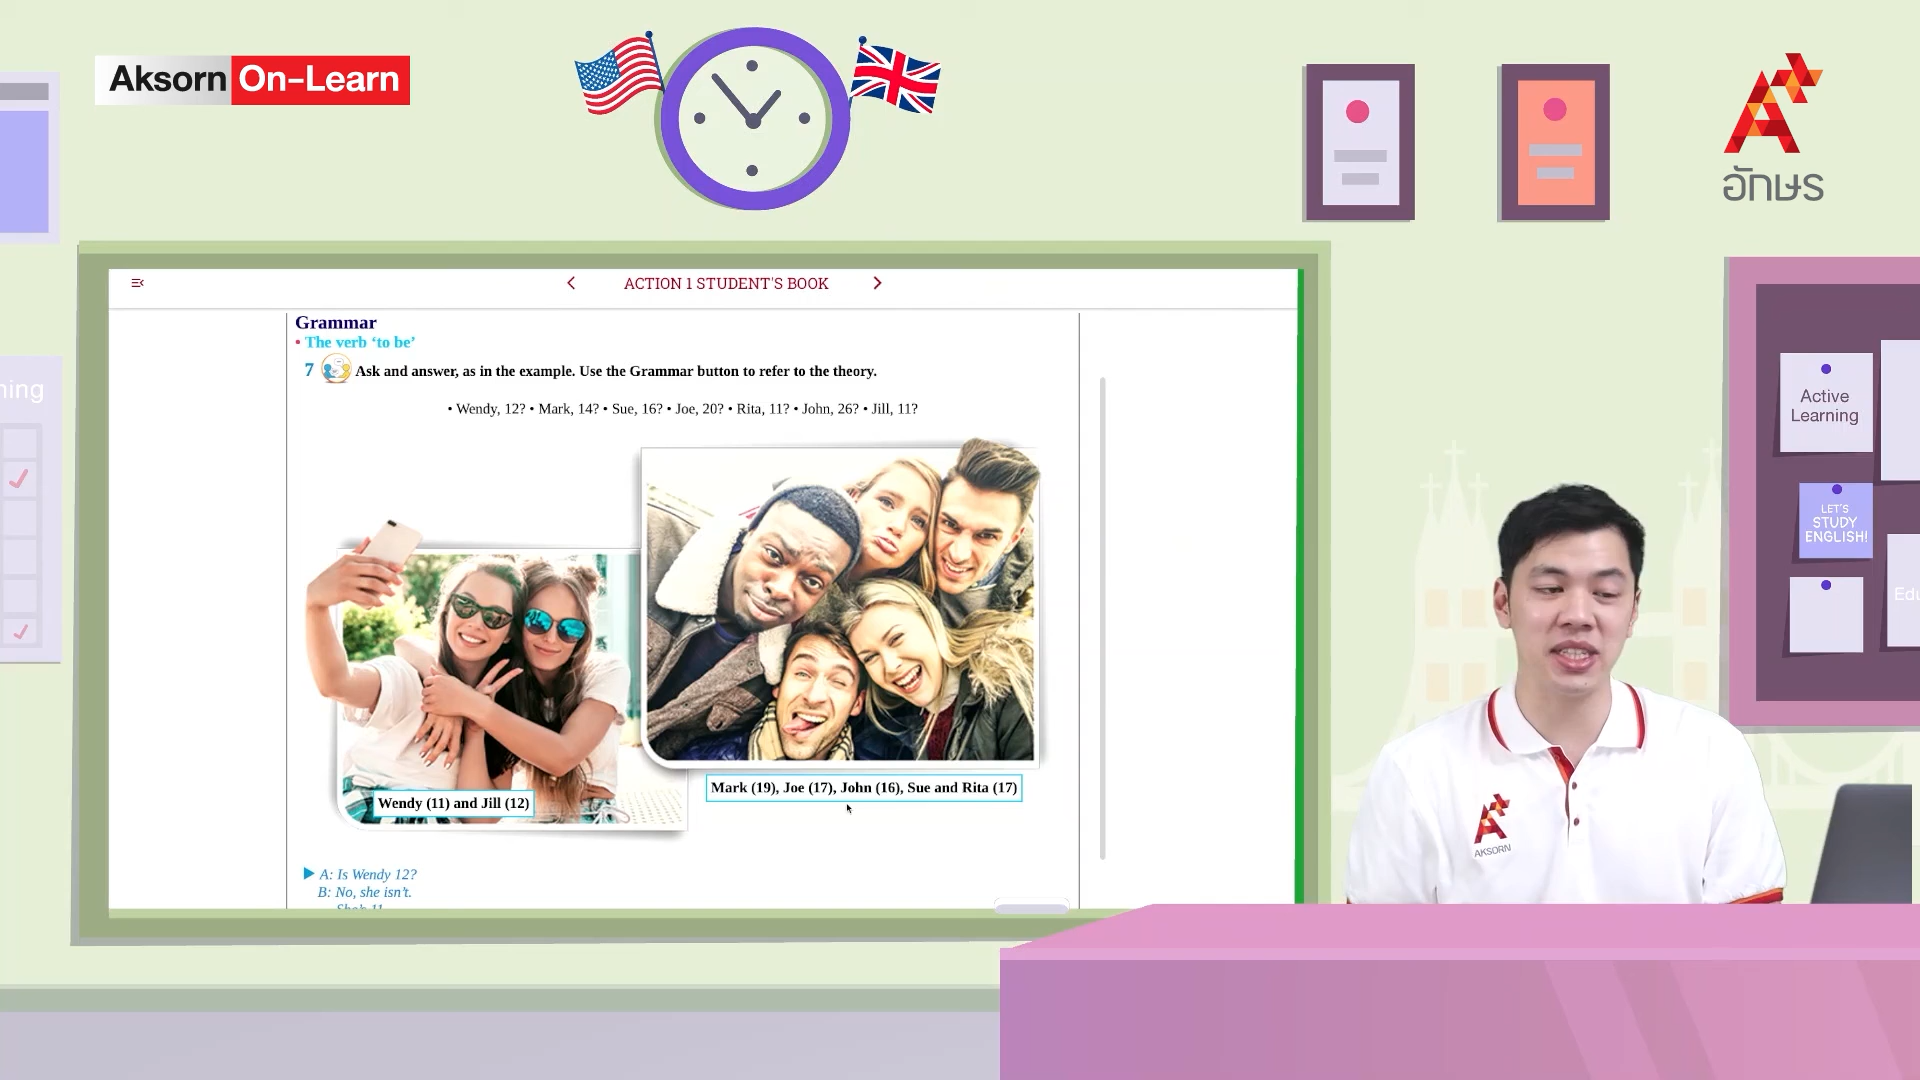 Aksorn On-Learn
อักษร
ACTION 1 STUDENT'S BOOK
Grammar
• The verb ‘to be’
7 Ask and answer, as in the example. Use the Grammar button to refer to the theory.
• Wendy, 12? • Mark, 14? • Sue, 16? • Joe, 20? • Rita, 11? • John, 26? • Jill, 11?
Mark (19), Joe (17), John (16), Sue and Rita (17)
Wendy (11) and Jill (12)
A: Is Wendy 12?
B: No, she isn't.
She's 11.
Active
Learning
LET'S
STUDY
ENGLISH!
AKSORN